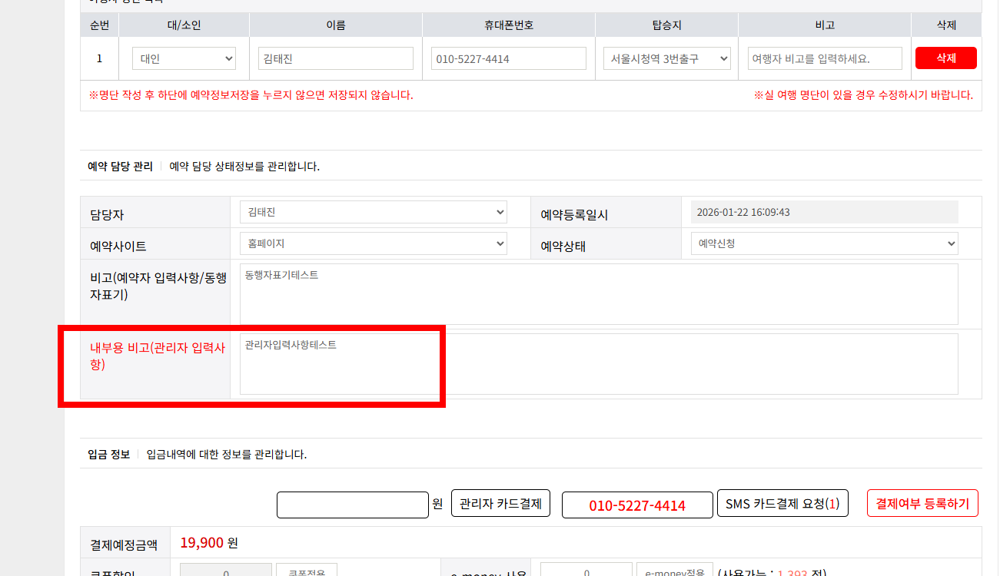 순번 대/소인 이름 휴대폰번호 탑승지 비고 삭제
1 대인 김태진 010-5227-4414 서울시청역 3번출구 여행자 비고를 입력하세요. 삭제
※명단 작성 후 하단에 예약정보저장을 누르지 않으면 저장되지 않습니다. ※실 여행 명단이 있을 경우 수정하시기 바랍니다.
예약 담당 관리 예약 담당 상태정보를 관리합니다.
담당자 김태진 예약등록일시 2026-01-22 16:09:43
예약사이트 홈페이지 예약상태 예약신청
비고(예약자 입력사항/동행
자표기)
동행자표기테스트
내부용 비고(관리자 입력사
항)
관리자입력사항테스트
입금 정보 입금내역에 대한 정보를 관리합니다.
원 관리자 카드결제 010-5227-4414 SMS 카드결제 요청(1) 결제여부 등록하기
결제예정금액 19,900 원
쿠폰할인 0 쿠폰적용 e-money 사용 0 e-money적용 (사용가능 : 1,393 점)